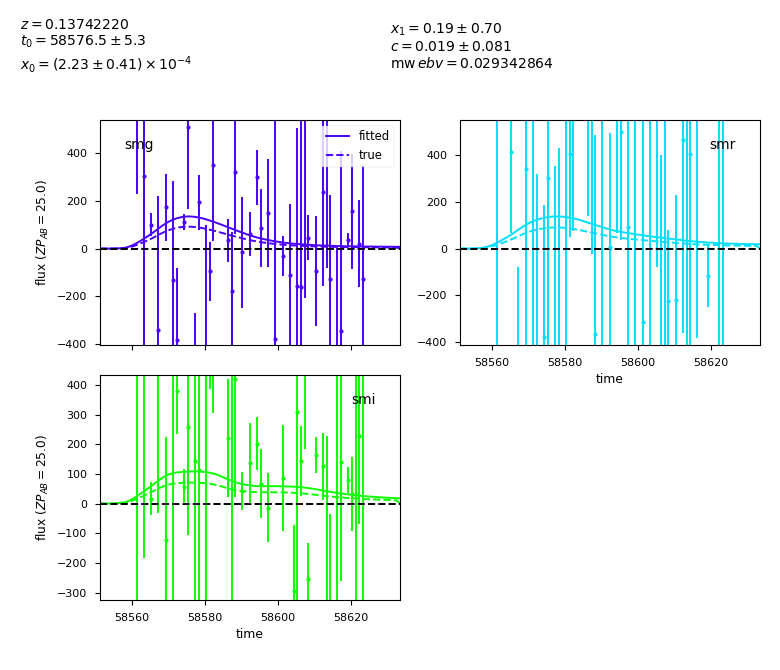 z = 0.13742220
t₀ = 58576.5 ± 5.3
x₀ = (2.23 ± 0.41) × 10⁻⁴
x₁ = 0.19 ± 0.70
c = 0.019 ± 0.081
mw ebv = 0.029342864
smg
fitted
true
400
200
0
−200
−400
flux (ZP_AB = 25.0)
smr
400
200
0
−200
−400
58560 58580 58600 58620
time
smi
400
300
200
100
0
−100
−200
−300
flux (ZP_AB = 25.0)
58560 58580 58600 58620
time